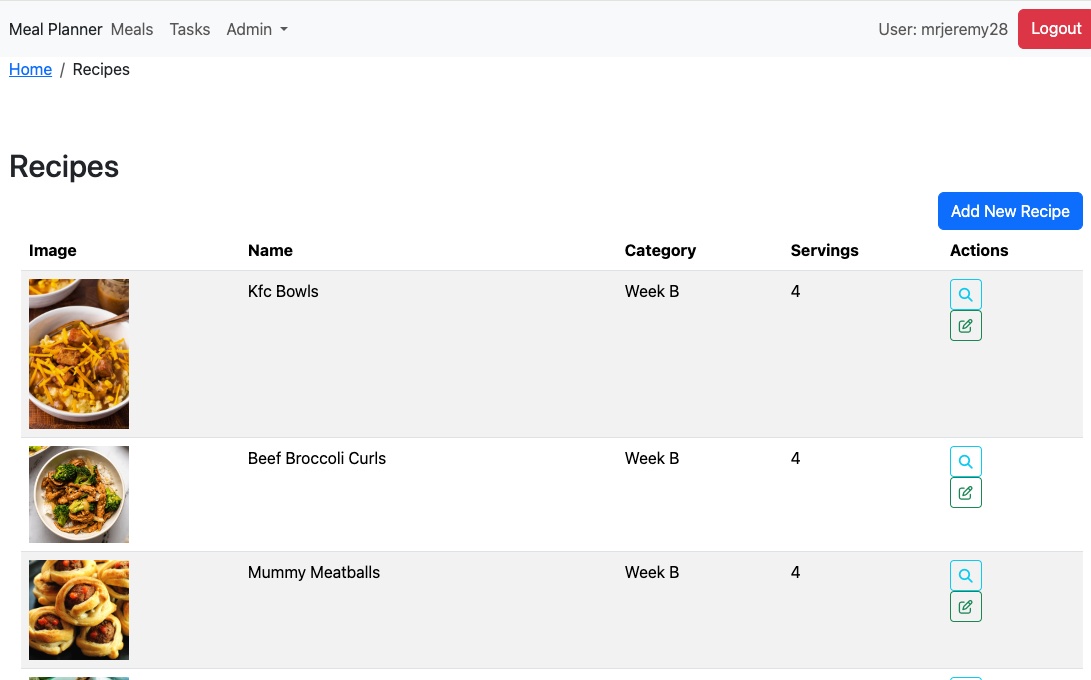 Meal Planner Meals Tasks Admin User: mrjeremy28 Logout
Home / Recipes
Recipes
Add New Recipe
Image Name Category Servings Actions
Kfc Bowls Week B 4
Beef Broccoli Curls Week B 4
Mummy Meatballs Week B 4